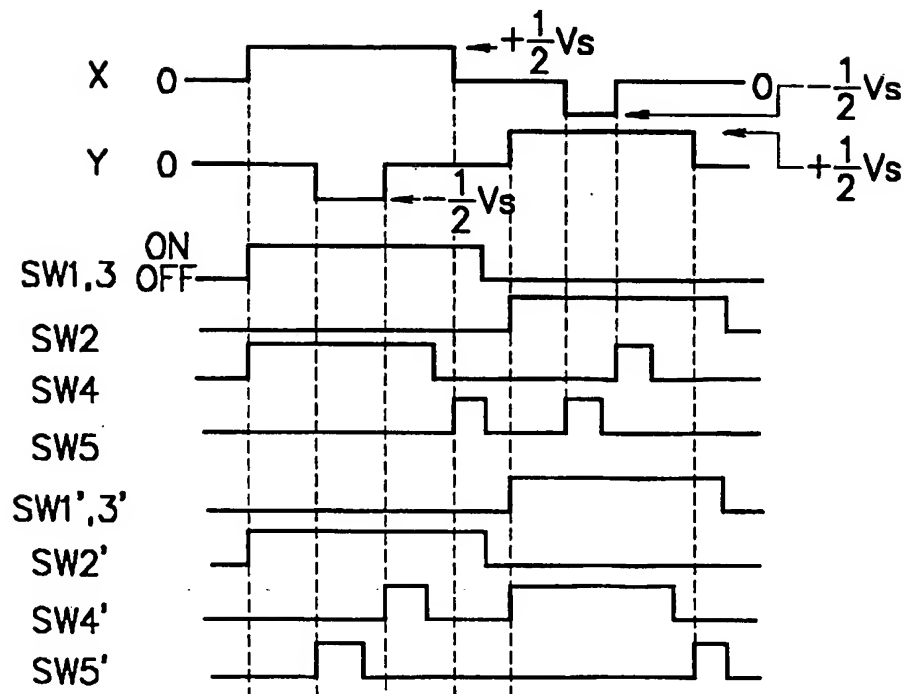 X 0 +1/2Vs 0 -1/2Vs
Y 0 -1/2Vs +1/2Vs
ON
SW1,3 OFF
SW2
SW4
SW5
SW1',3'
SW2'
SW4'
SW5'